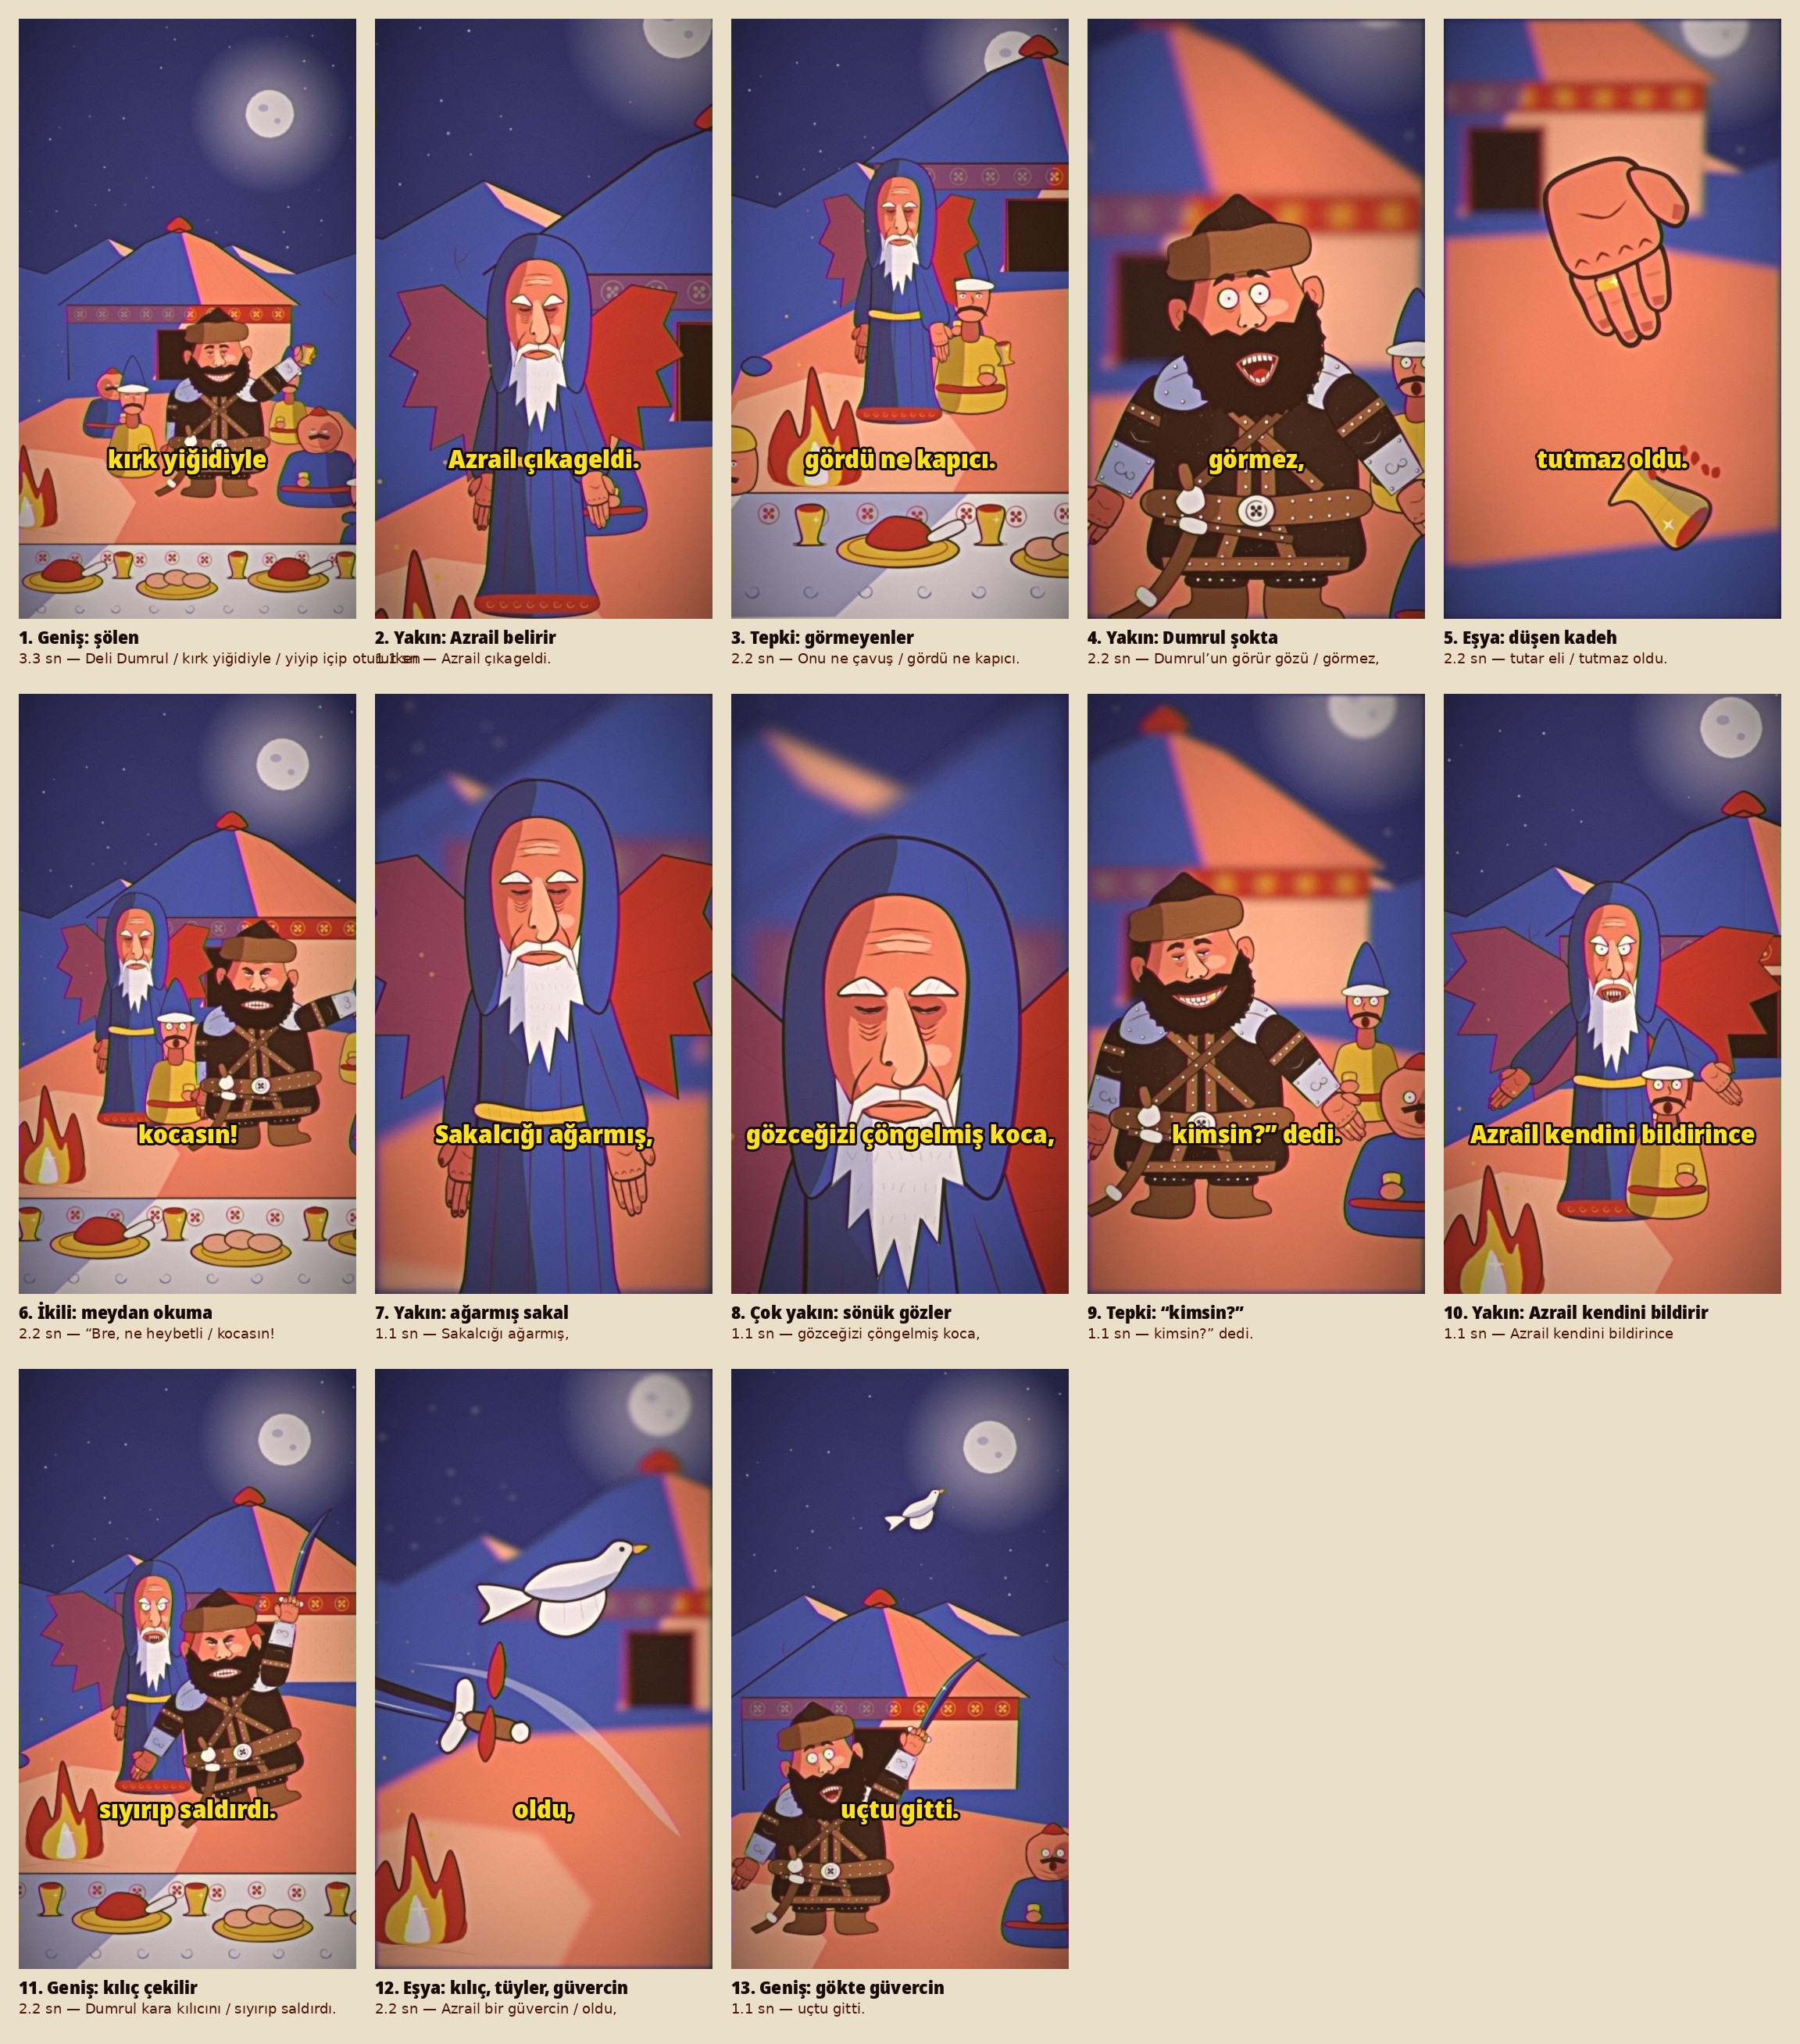 kırk yiğidiyle
Azrail çıkageldi.
gördü ne kapıcı.
görmez,
tutmaz oldu.
1. Geniş: şölen
3.3 sn — Deli Dumrul / kırk yiğidiyle / yiyip içip otururken
2. Yakın: Azrail belirir
1.1 sn — Azrail çıkageldi.
3. Tepki: görmeyenler
2.2 sn — Onu ne çavuş / gördü ne kapıcı.
4. Yakın: Dumrul şokta
2.2 sn — Dumrul’un görür gözü / görmez,
5. Eşya: düşen kadeh
2.2 sn — tutar eli / tutmaz oldu.
kocasın!
Sakalcığı ağarmış,
gözceğizi çöngelmiş koca,
kimsin?” dedi.
Azrail kendini bildirince
6. İkili: meydan okuma
2.2 sn — “Bre, ne heybetli / kocasın!
7. Yakın: ağarmış sakal
1.1 sn — Sakalcığı ağarmış,
8. Çok yakın: sönük gözler
1.1 sn — gözceğizi çöngelmiş koca,
9. Tepki: “kimsin?”
1.1 sn — kimsin?” dedi.
10. Yakın: Azrail kendini bildirir
1.1 sn — Azrail kendini bildirince
sıyırıp saldırdı.
oldu,
uçtu gitti.
11. Geniş: kılıç çekilir
2.2 sn — Dumrul kara kılıcını / sıyırıp saldırdı.
12. Eşya: kılıç, tüyler, güvercin
2.2 sn — Azrail bir güvercin / oldu,
13. Geniş: gökte güvercin
1.1 sn — uçtu gitti.